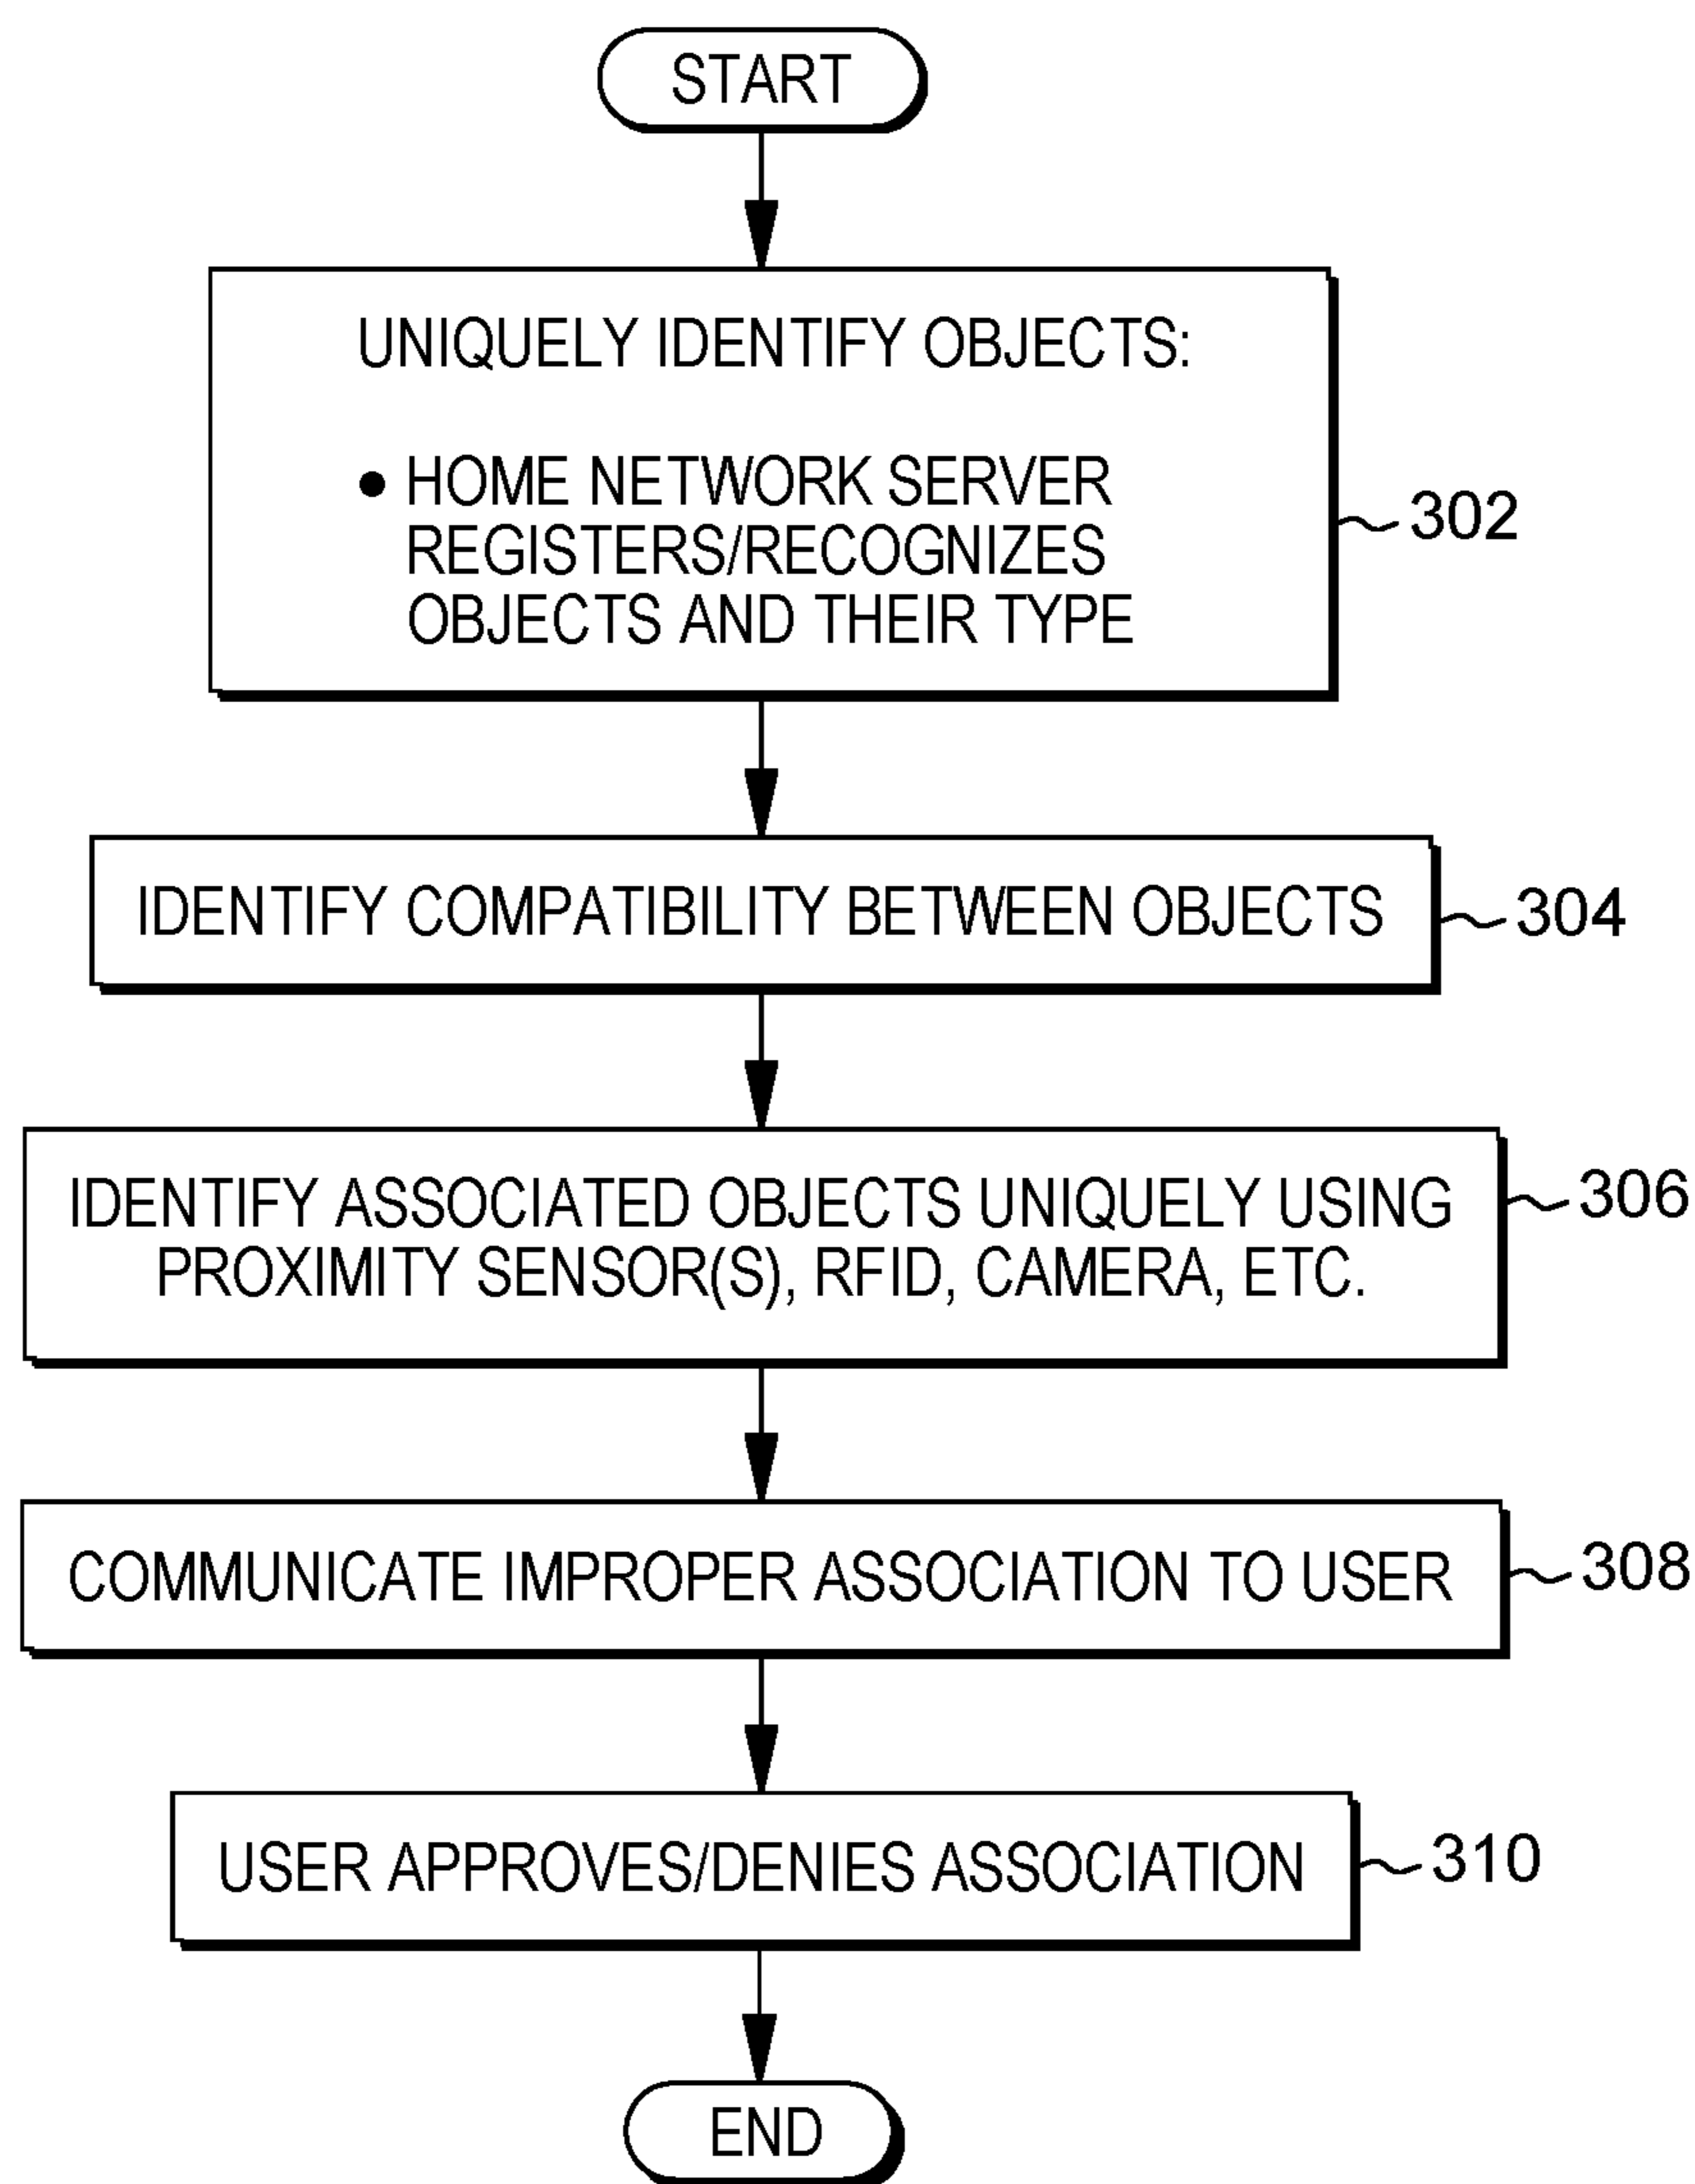 START
UNIQUELY IDENTIFY OBJECTS:
● HOME NETWORK SERVER
REGISTERS/RECOGNIZES
OBJECTS AND THEIR TYPE
302
IDENTIFY COMPATIBILITY BETWEEN OBJECTS
304
IDENTIFY ASSOCIATED OBJECTS UNIQUELY USING
PROXIMITY SENSOR(S), RFID, CAMERA, ETC.
306
COMMUNICATE IMPROPER ASSOCIATION TO USER
308
USER APPROVES/DENIES ASSOCIATION
310
END